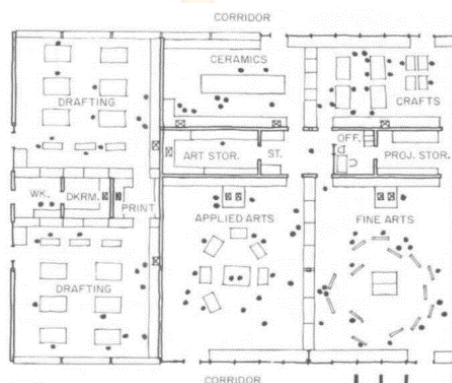 CORRIDOR
CERAMICS
DRAFTING
CRAFTS
ART STOR.
ST.
OFF.
PROJ. STOR.
WK.
DKRM.
PRINT
APPLIED ARTS
FINE ARTS
DRAFTING
CORRIDOR